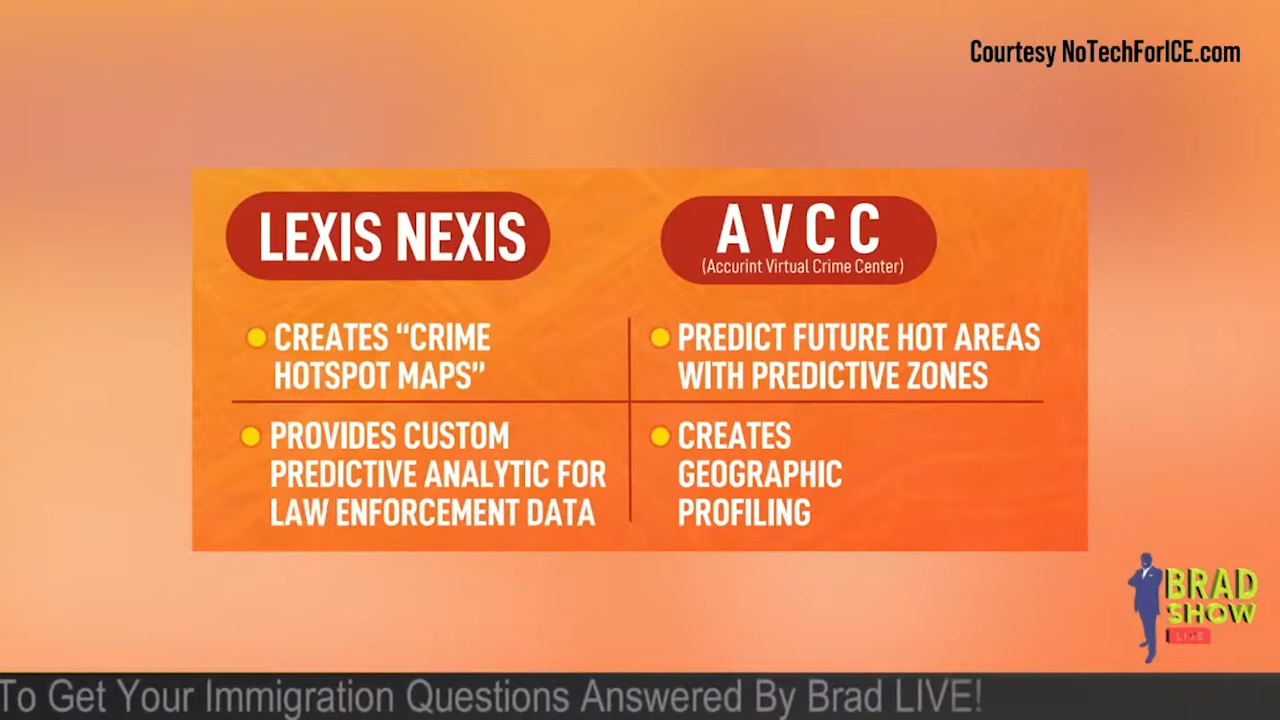 Courtesy NoTechForICE.com
LEXIS NEXIS
CREATES “CRIME
HOTSPOT MAPS”
PROVIDES CUSTOM
PREDICTIVE ANALYTIC FOR
LAW ENFORCEMENT DATA
AVCC
(Accurint Virtual Crime Center)
PREDICT FUTURE HOT AREAS
WITH PREDICTIVE ZONES
CREATES
GEOGRAPHIC
PROFILING
BRAD
SHOW
LIVE
To Get Your Immigration Questions Answered By Brad LIVE!